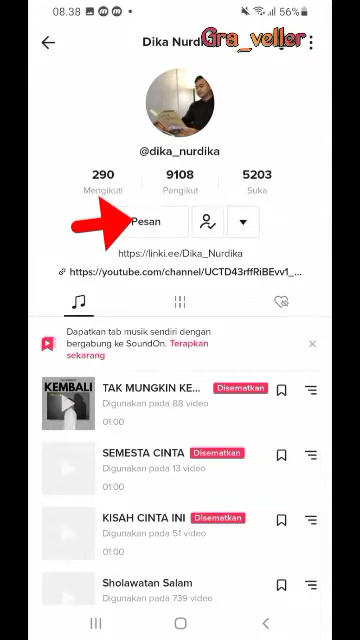 08.38
56%
Dika Nurdi
Gra_veller
@dika_nurdika
290
9108
5203
Mengikuti
Pengikut
Suka
Pesan
https://linki.ee/Dika_Nurdika
https://youtube.com/channel/UCTD43rffRiBEvv1_...
Dapatkan tab musik sendiri dengan
bergabung ke SoundOn. Terapkan
sekarang
KEMBALI
TAK MUNGKIN KE...
Disematkan
Digunakan pada 88 video
01:00
SEMESTA CINTA
Disematkan
Digunakan pada 13 video
01:00
KISAH CINTA INI
Disematkan
Digunakan pada 51 video
01:00
Sholawatan Salam
Digunakan pada 739 video